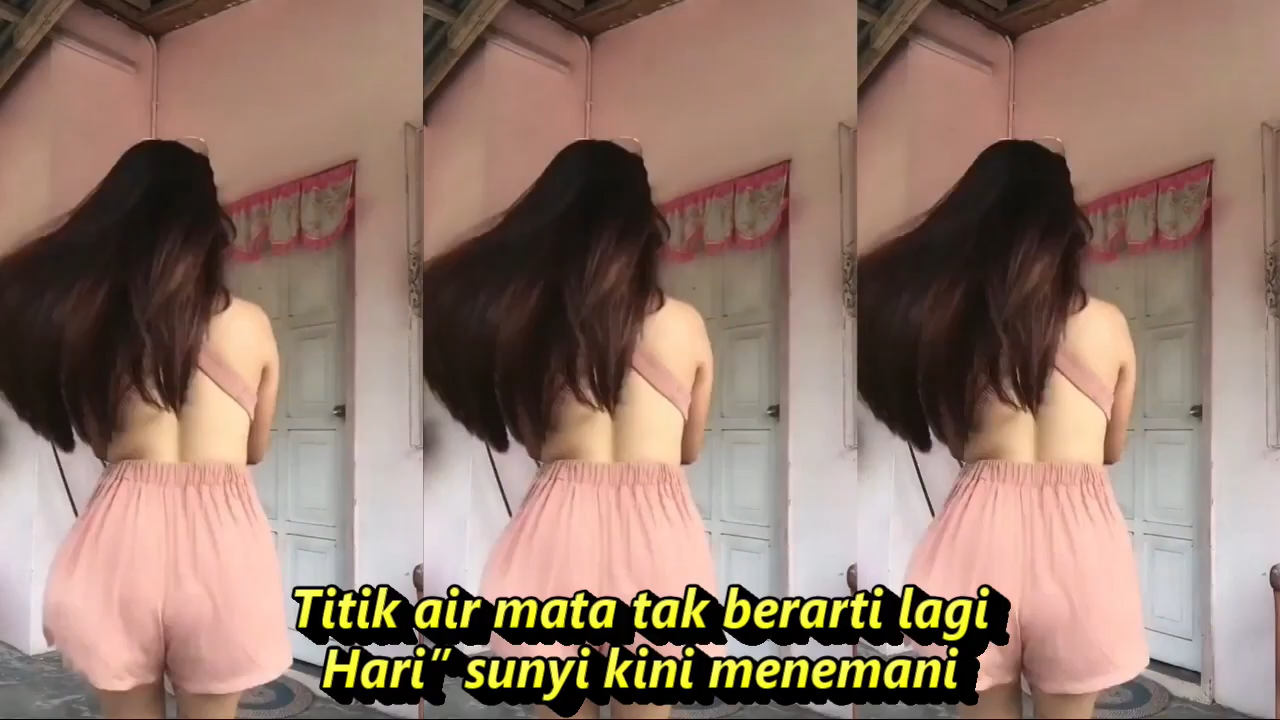 Titik air mata tak berarti lagi
Hari” sunyi kini menemani